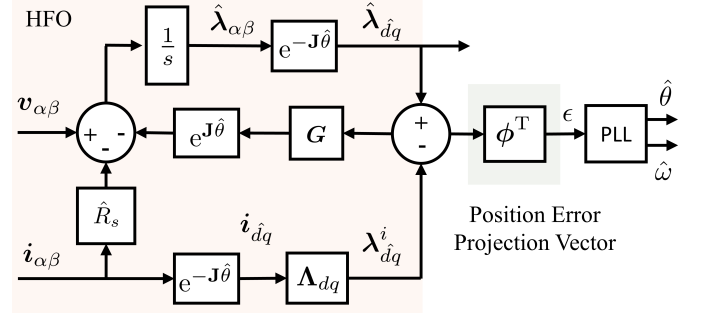 HFO
1/s
λ̂_αβ
e^−Jθ̂
λ̂_d̂q
v_αβ
+ - -
e^Jθ̂
G
+ -
ϕ^T
ϵ
PLL
θ̂
ω̂
R̂_s
i_αβ
e^−Jθ̂
i_d̂q
Λ_dq
λ^i_d̂q
Position Error
Projection Vector